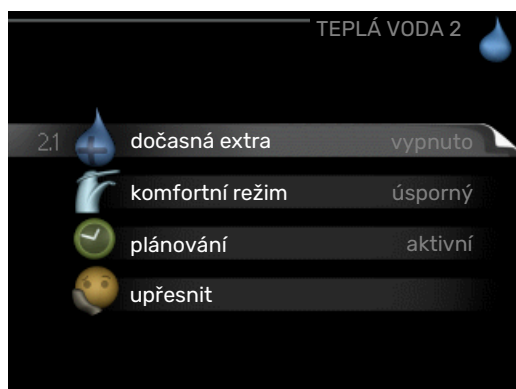 TEPLÁ VODA 2
2.1 dočasná extra vypnuto
komfortní režim úsporný
plánování aktivní
upřesnit